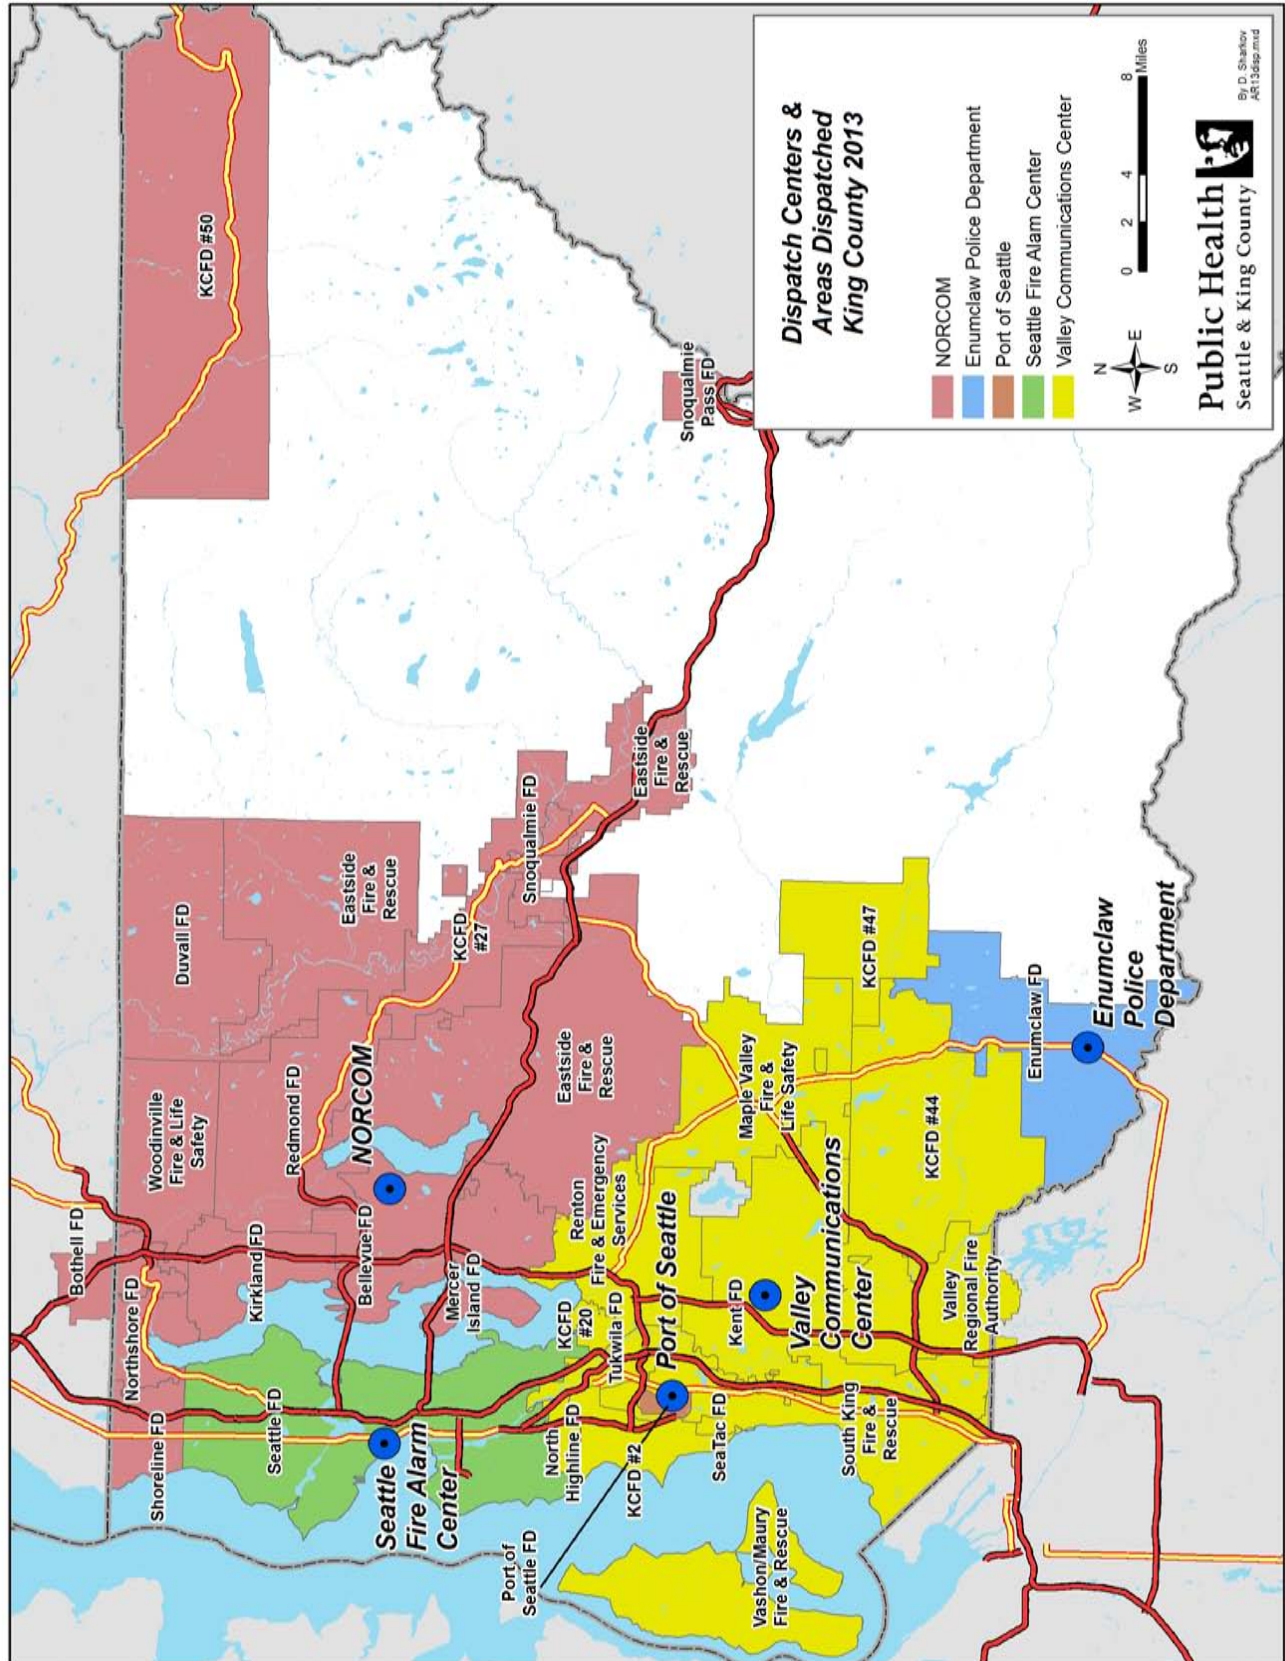 Dispatch Centers &
Areas Dispatched
King County 2013
NORCOM
Enumclaw Police Department
Port of Seattle
Seattle Fire Alam Center
Valley Communications Center
N
W
E
S
0
2
4
8
Miles
Public Health
Seattle & King County
By D. Sharkov
AR13disp.mxd
KCFD #50
Snoqualmie
Pass FD
Bothell FD
Woodinville
Fire & Life
Safety
Duvall FD
Northshore FD
Shoreline FD
Kirkland FD
Redmond FD
Eastside
Fire &
Rescue
Seattle FD
Bellevue FD
NORCOM
KCFD
#27
Seattle
Fire Alarm
Center
Mercer
Island FD
Snoqualmie FD
Eastside
Fire &
Rescue
Eastside
Fire &
Rescue
North
Highline FD
KCFD
#20
Renton
Fire & Emergency
Services
Tukwila FD
KCFD #2
Port of Seattle
Port of
Seattle FD
SeaTac FD
Kent FD
Maple Valley
Fire &
Life Safety
Valley
Communications
Center
KCFD #47
Vashon/Maury
Fire & Rescue
South King
Fire &
Rescue
KCFD #44
Valley
Regional Fire
Authority
Enumclaw FD
Enumclaw
Police
Department